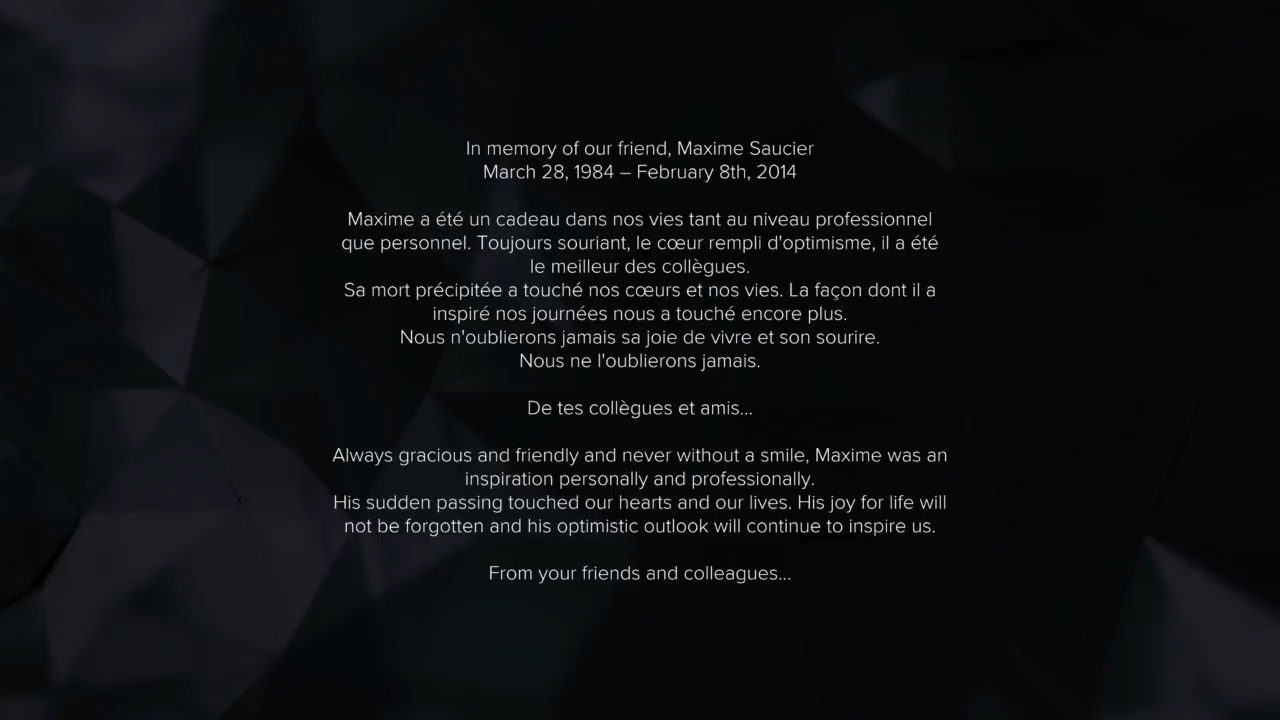 In memory of our friend, Maxime Saucier
March 28, 1984 – February 8th, 2014
Maxime a été un cadeau dans nos vies tant au niveau professionnel
que personnel. Toujours souriant, le cœur rempli d'optimisme, il a été
le meilleur des collègues.
Sa mort précipitée a touché nos cœurs et nos vies. La façon dont il a
inspiré nos journées nous a touché encore plus.
Nous n'oublierons jamais sa joie de vivre et son sourire.
Nous ne l'oublierons jamais.
De tes collègues et amis...
Always gracious and friendly and never without a smile, Maxime was an
inspiration personally and professionally.
His sudden passing touched our hearts and our lives. His joy for life will
not be forgotten and his optimistic outlook will continue to inspire us.
From your friends and colleagues...